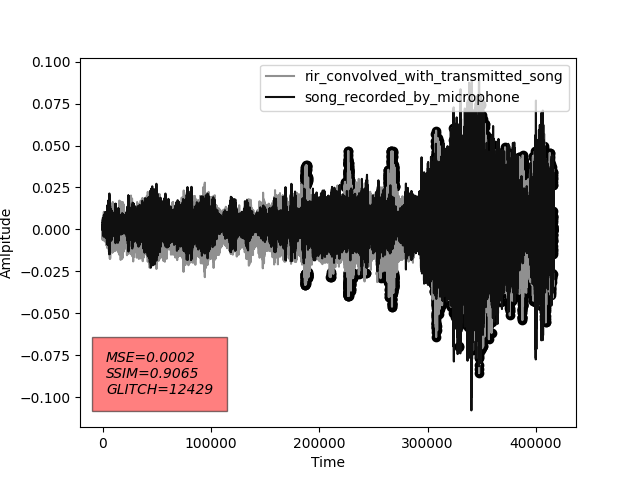 0.100
0.075
0.050
0.025
0.000
−0.025
−0.050
−0.075
−0.100
Amlpitude
rir_convolved_with_transmitted_song
song_recorded_by_microphone
MSE=0.0002
SSIM=0.9065
GLITCH=12429
0 100000 200000 300000 400000
Time